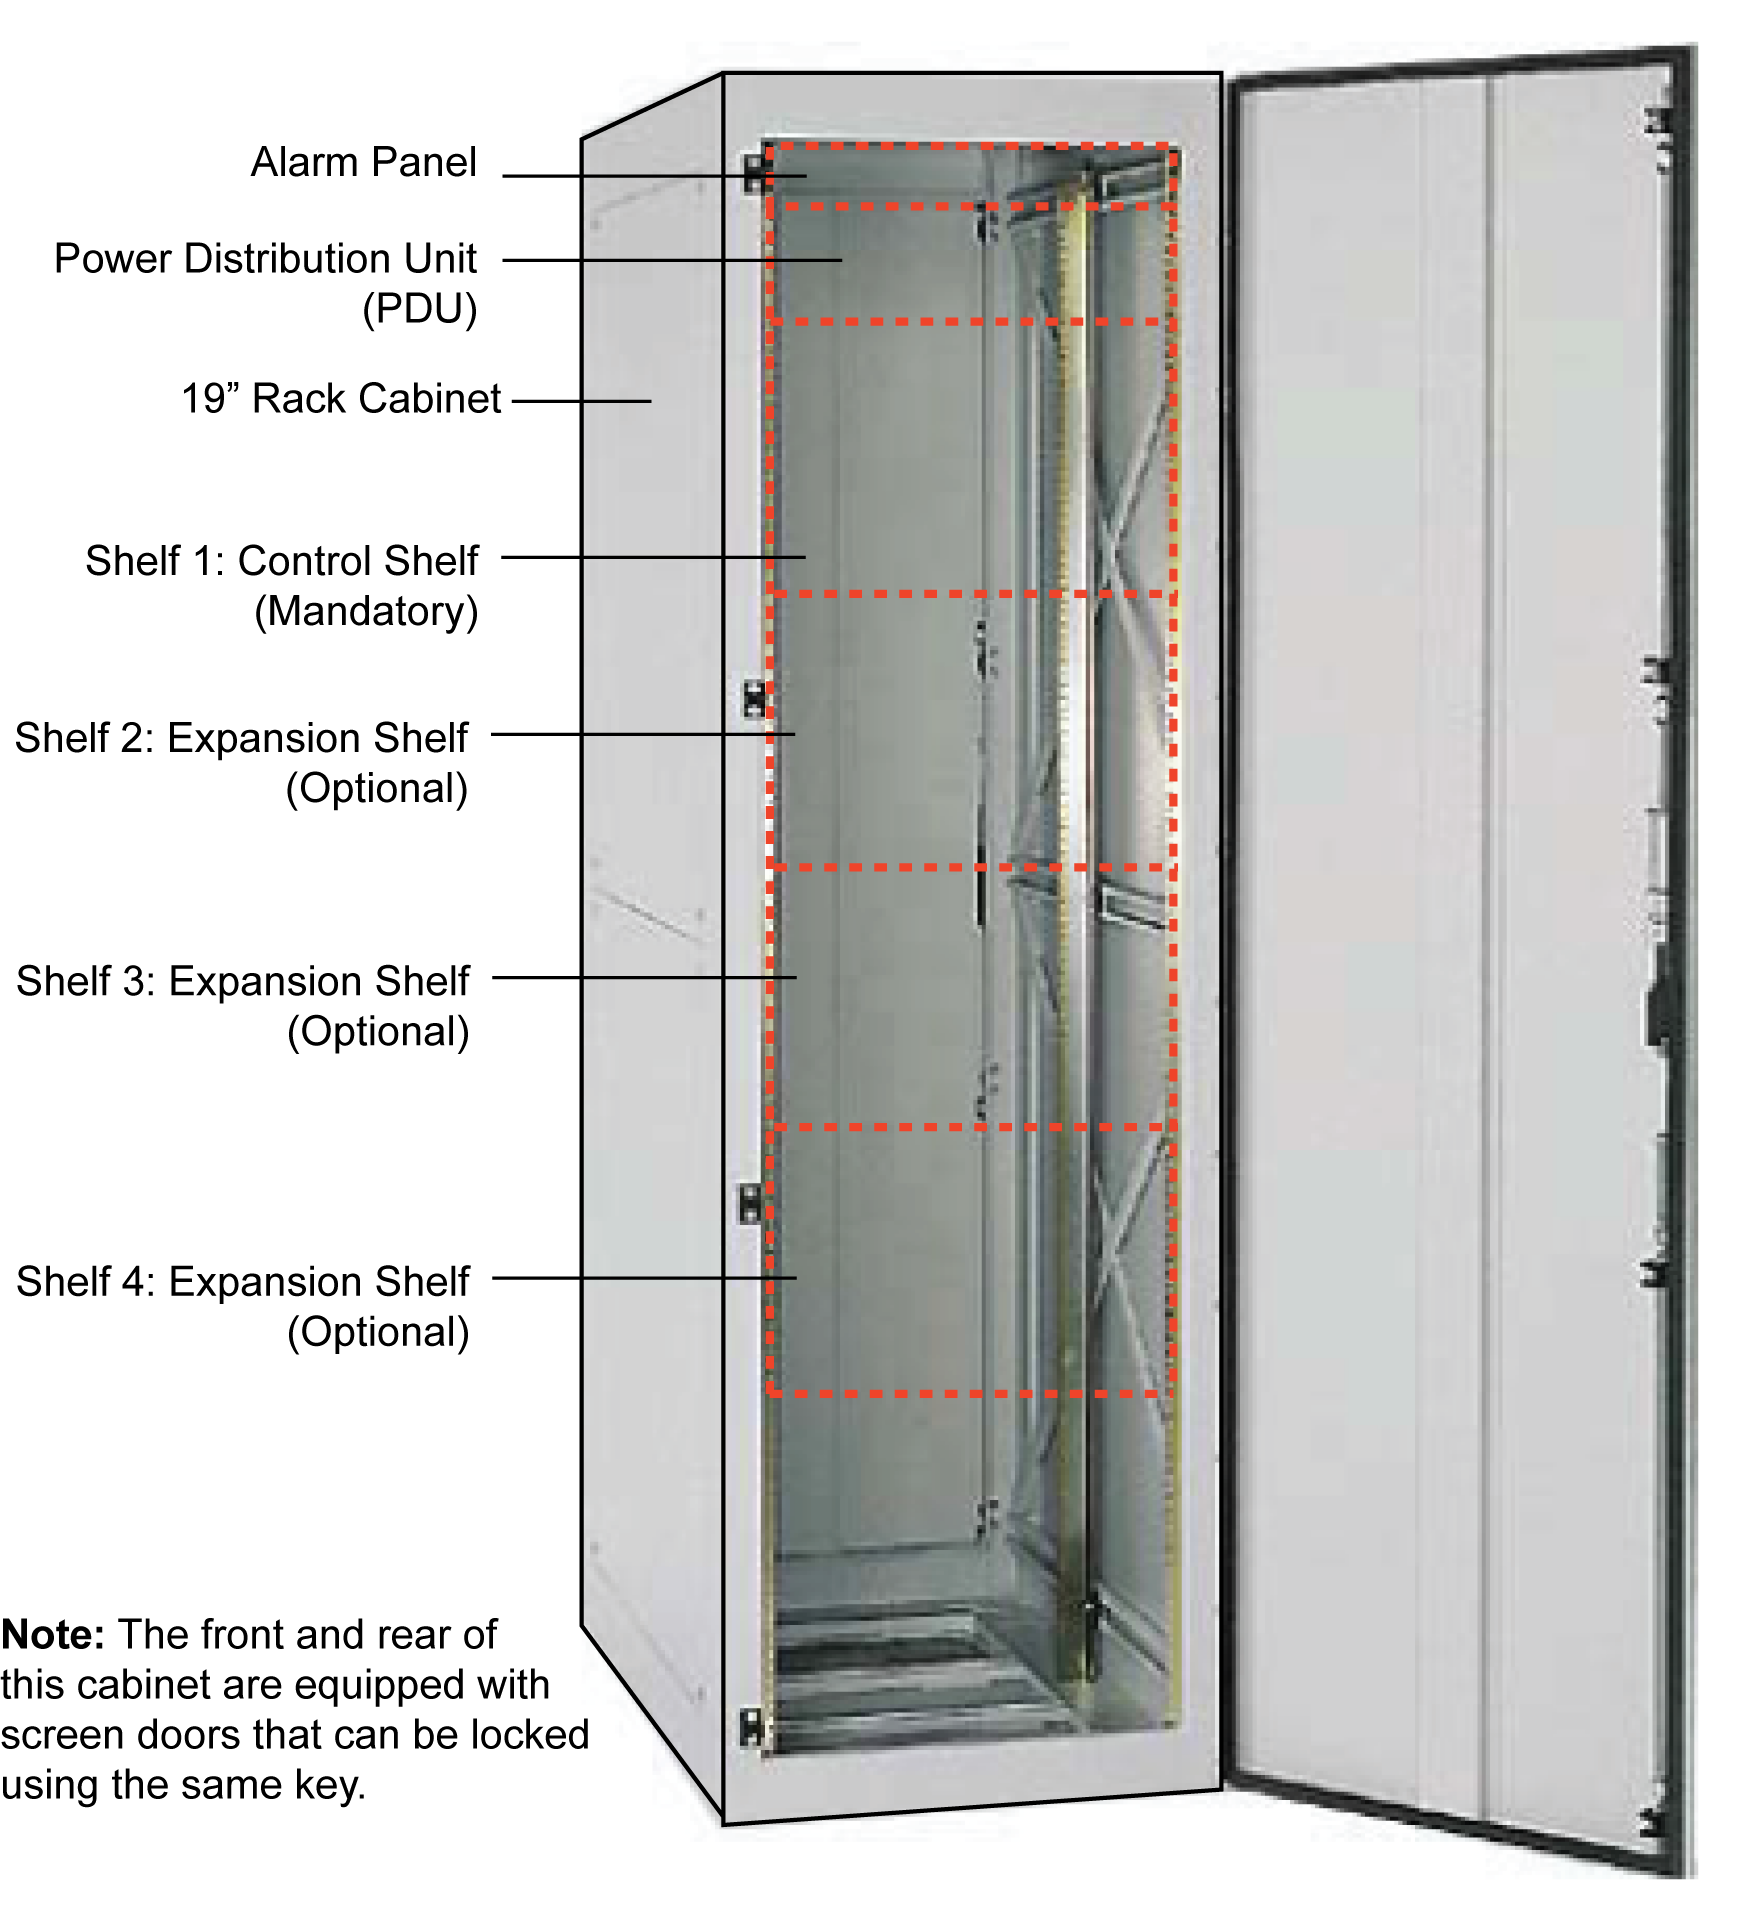 Alarm Panel
Power Distribution Unit
(PDU)
19” Rack Cabinet
Shelf 1: Control Shelf
(Mandatory)
Shelf 2: Expansion Shelf
(Optional)
Shelf 3: Expansion Shelf
(Optional)
Shelf 4: Expansion Shelf
(Optional)
Note: The front and rear of
this cabinet are equipped with
screen doors that can be locked
using the same key.